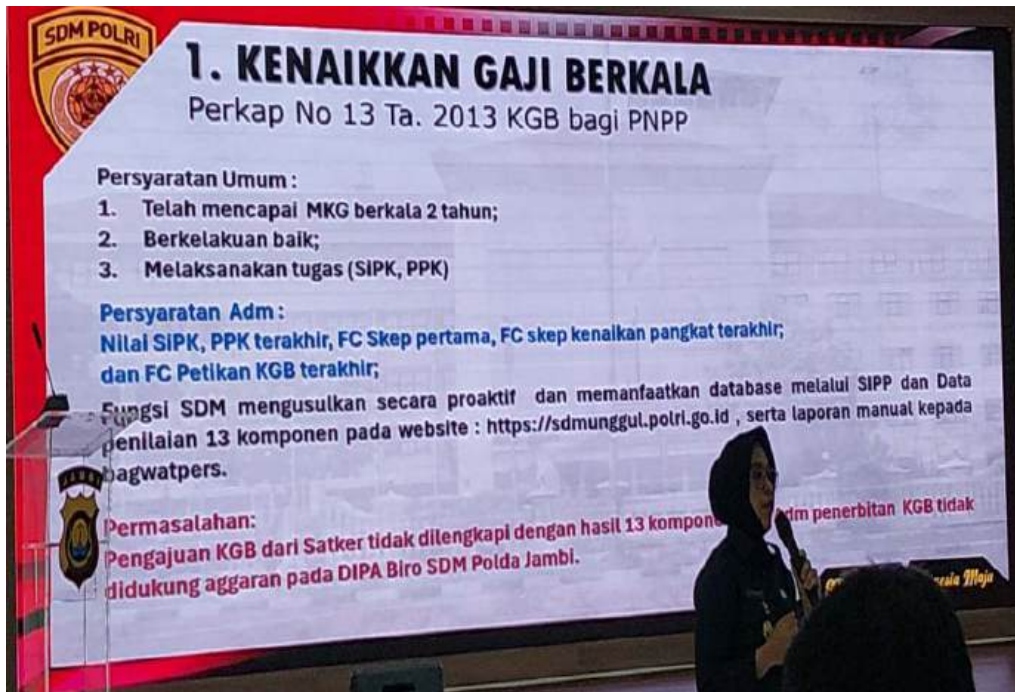 SDM POLRI
1. KENAIKKAN GAJI BERKALA
Perkap No 13 Ta. 2013 KGB bagi PNPP
Persyaratan Umum :
1. Telah mencapai MKG berkala 2 tahun;
2. Berkelakuan baik;
3. Melaksanakan tugas (SIPK, PPK)
Persyaratan Adm :
Nilai SIPK, PPK terakhir, FC Skep pertama, FC skep kenaikan pangkat terakhir;
dan FC Petikan KGB terakhir;
Fungsi SDM mengusulkan secara proaktif dan memanfaatkan database melalui SIPP dan Data
penilaian 13 komponen pada website : https://sdmunggul.polri.go.id , serta laporan manual kepada
bagwatpers.
JAMBI
Permasalahan:
Pengajuan KGB dari Satker tidak dilengkapi dengan hasil 13 kompone dm penerbitan KGB tidak
didukung aggaran pada DIPA Biro SDM Polda Jambi.
Maju